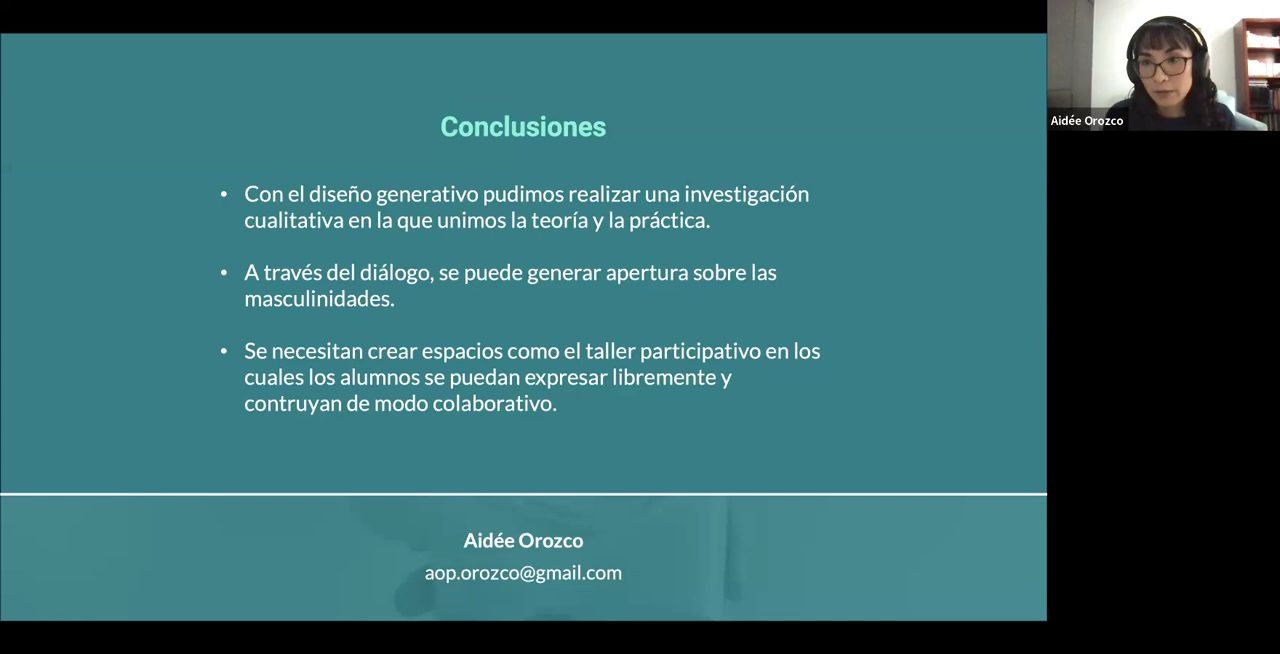 Conclusiones
• Con el diseño generativo pudimos realizar una investigación
cualitativa en la que unimos la teoría y la práctica.
• A través del diálogo, se puede generar apertura sobre las
masculinidades.
• Se necesitan crear espacios como el taller participativo en los
cuales los alumnos se puedan expresar libremente y
contruyan de modo colaborativo.
Aidée Orozco
aop.orozco@gmail.com
Aidée Orozco